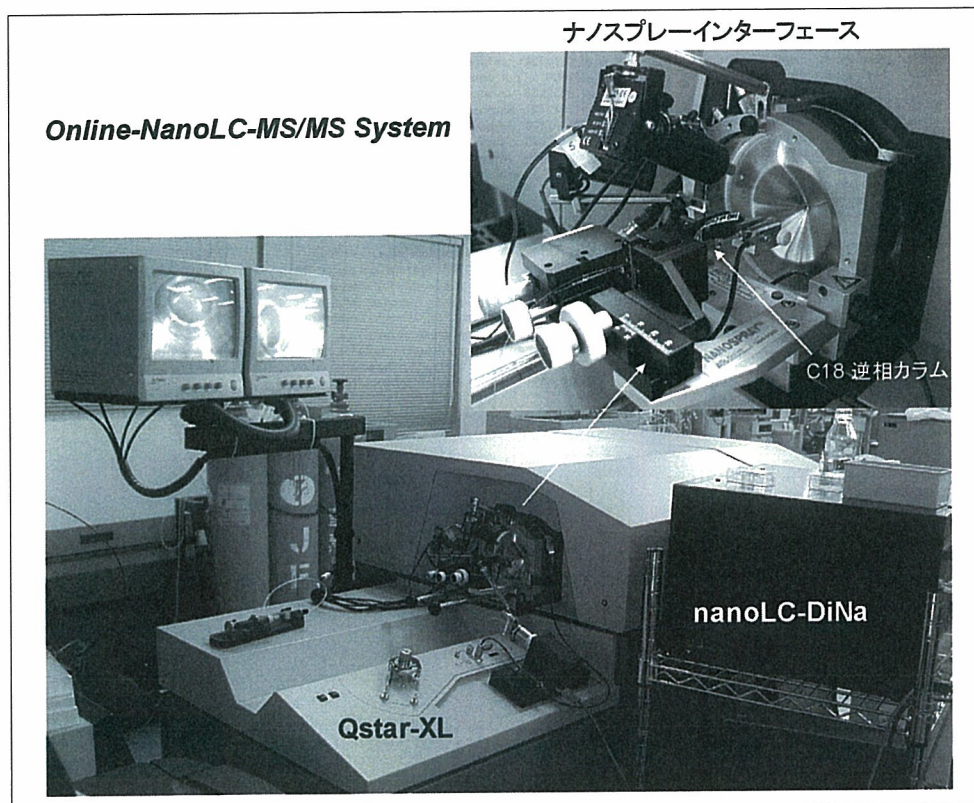 ナノスプレーインターフェース
Online-NanoLC-MS/MS System
NANOSPRAY
C18 逆相カラム
nanoLC-DiNa
Qstar-XL